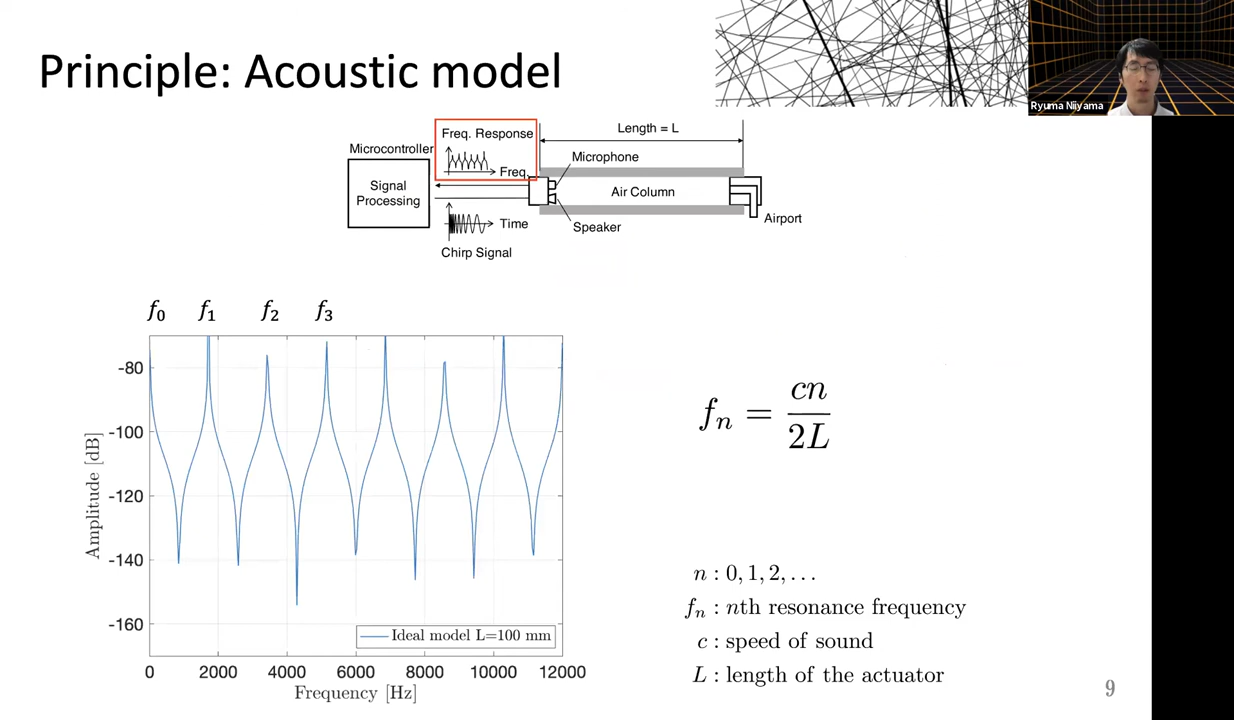 Principle: Acoustic model
Ryuma Niiyama
Freq. Response
Freq.
Length = L
Microcontroller
Microphone
Signal
Processing
Air Column
Time
Speaker
Airport
Chirp Signal
f₀ f₁ f₂ f₃
-80
-100
-120
-140
-160
Amplitude [dB]
Ideal model L=100 mm
0 2000 4000 6000 8000 10000 12000
Frequency [Hz]
fₙ = cn / 2L
n : 0, 1, 2, . . .
fₙ : nth resonance frequency
c : speed of sound
L : length of the actuator
9